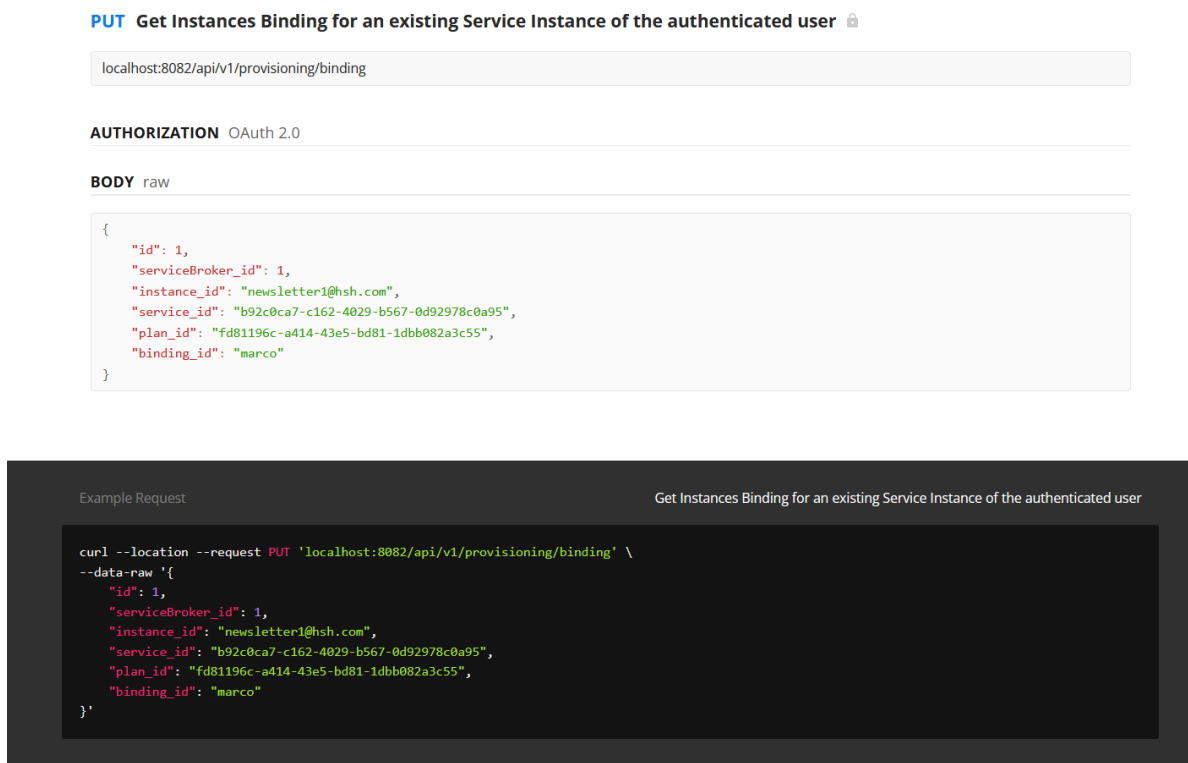 PUT Get Instances Binding for an existing Service Instance of the authenticated user
localhost:8082/api/v1/provisioning/binding
AUTHORIZATION OAuth 2.0
BODY raw
{
    "id": 1,
    "serviceBroker_id": 1,
    "instance_id": "newsletter1@hsh.com",
    "service_id": "b92c0ca7-c162-4029-b567-0d92978c0a95",
    "plan_id": "fd81196c-a414-43e5-bd81-1dbb082a3c55",
    "binding_id": "marco"
}
Example Request Get Instances Binding for an existing Service Instance of the authenticated user
curl --location --request PUT 'localhost:8082/api/v1/provisioning/binding' \
--data-raw '{
    "id": 1,
    "serviceBroker_id": 1,
    "instance_id": "newsletter1@hsh.com",
    "service_id": "b92c0ca7-c162-4029-b567-0d92978c0a95",
    "plan_id": "fd81196c-a414-43e5-bd81-1dbb082a3c55",
    "binding_id": "marco"
}'